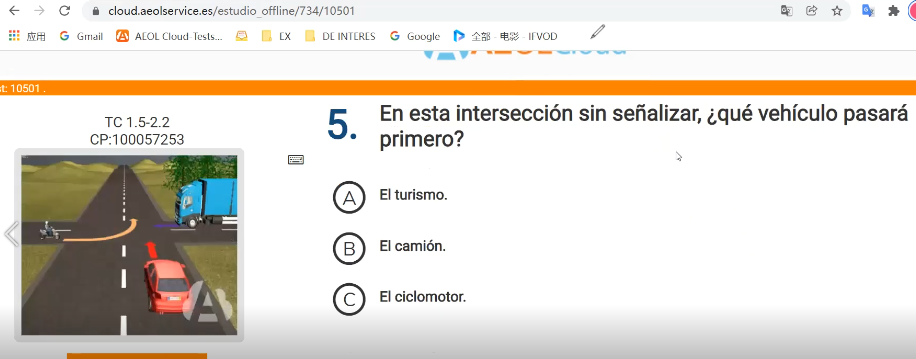 cloud.aeolservice.es/estudio_offline/734/10501
应用
Gmail
AEOL Cloud-Tests...
EX
DE INTERES
Google
全部 - 电影 - IFVOD
AEOLCloud
t: 10501 .
TC 1.5-2.2
CP:100057253
5.
En esta intersección sin señalizar, ¿qué vehículo pasará
primero?
A
El turismo.
B
El camión.
C
El ciclomotor.